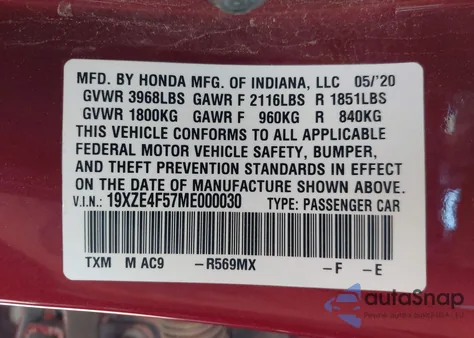 MFD. BY HONDA MFG. OF INDIANA, LLC 05/'20
GVWR 3968LBS GAWR F 2116LBS R 1851LBS
GVWR 1800KG GAWR F 960KG R 840KG
THIS VEHICLE CONFORMS TO ALL APPLICABLE
FEDERAL MOTOR VEHICLE SAFETY, BUMPER,
AND THEFT PREVENTION STANDARDS IN EFFECT
ON THE DATE OF MANUFACTURE SHOWN ABOVE.
V.I.N.: 19XZE4F57ME000030 TYPE: PASSENGER CAR
TXM M AC9 –R569MX –F –E
autoSnap